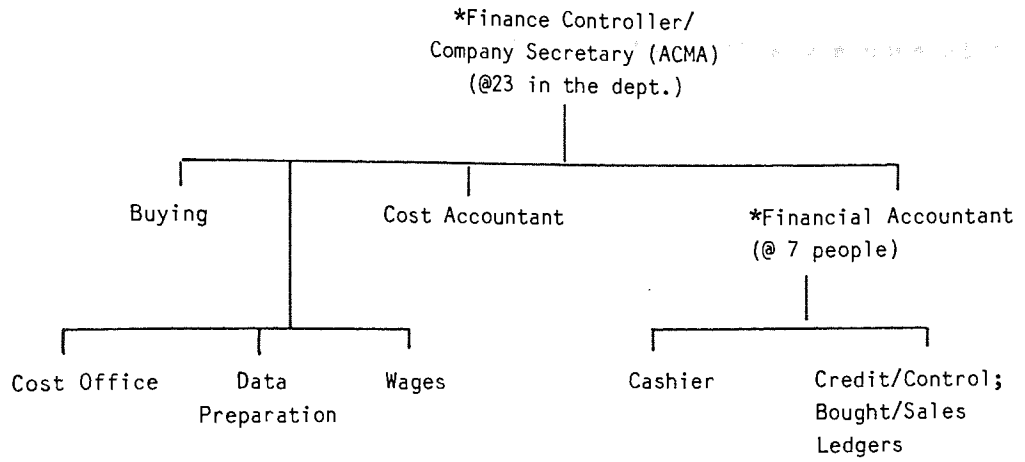 *Finance Controller/
Company Secretary (ACMA)
(@23 in the dept.)
Buying
Cost Accountant
*Financial Accountant
(@ 7 people)
Cost Office
Data
Preparation
Wages
Cashier
Credit/Control;
Bought/Sales
Ledgers